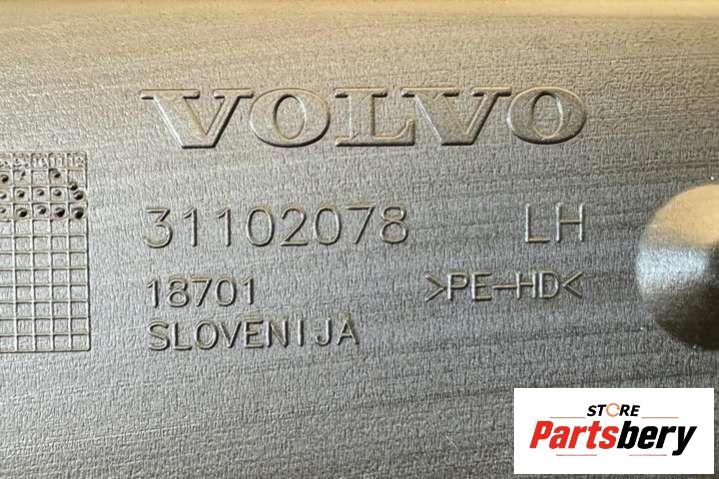 VOLVO
31102078 LH
18701 >PE-HD<
SLOVENIJA
STORE
Partsbery